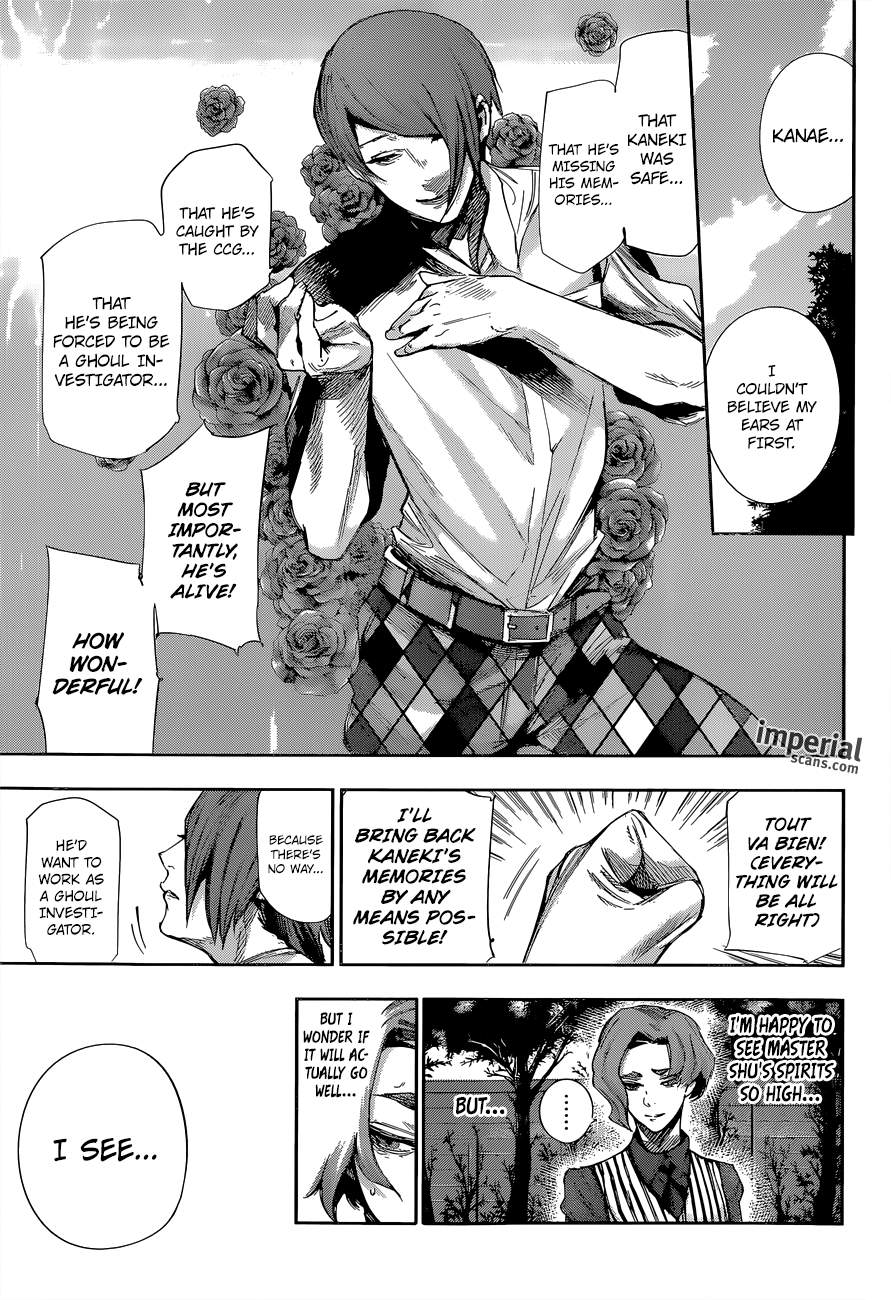 KANAE...
I
COULDN'T
BELIEVE MY
EARS AT
FIRST.
THAT
KANEKI
WAS
SAFE...
THAT HE'S
MISSING
HIS MEM-
ORIES...
THAT HE'S
CAUGHT BY
THE CCG...
THAT
HE'S BEING
FORCED TO BE
A GHOUL IN-
VESTIGATOR...
BUT
MOST
IMPOR-
TANTLY,
HE'S
ALIVE!
HOW
WON-
DERFUL!
imperial
scans.com
TOUT
VA BIEN!
(EVERY-
THING WILL
BE ALL
RIGHT)
I'LL
BRING BACK
KANEKI'S
MEMORIES
BY ANY
MEANS POS-
SIBLE!
BECAUSE
THERE'S
NO WAY...
HE'D
WANT TO
WORK AS
A GHOUL
INVESTI-
GATOR.
I'M HAPPY TO
SEE MASTER
SHU'S SPIRITS
SO HIGH...
......
BUT...
BUT I
WONDER IF
IT WILL AC-
TUALLY GO
WELL...
I SEE...